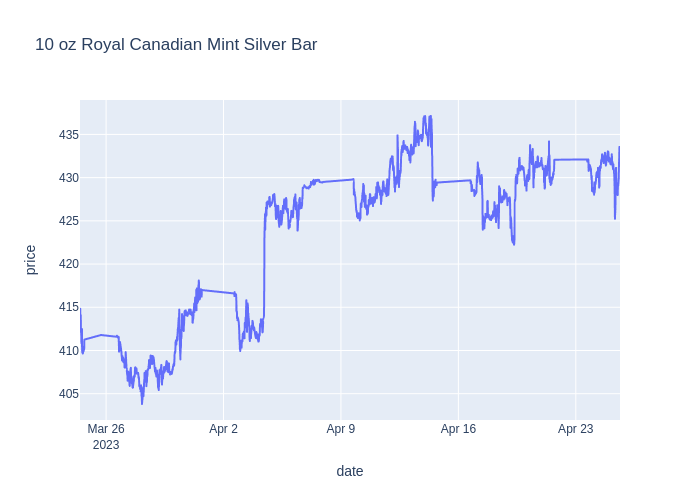 10 oz Royal Canadian Mint Silver Bar
price
435
430
425
420
415
410
405
Mar 26
2023
Apr 2
Apr 9
Apr 16
Apr 23
date